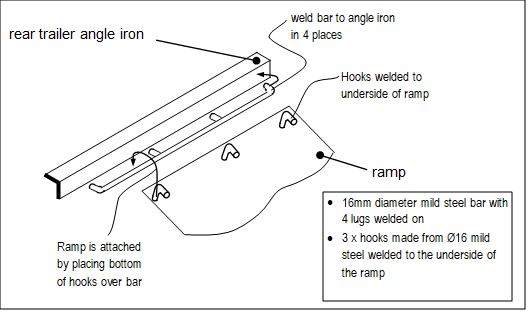 weld bar to angle iron
in 4 places
rear trailer angle iron
Hooks welded to
underside of ramp
ramp
• 16mm diameter mild steel bar with
4 lugs welded on
• 3 x hooks made from Ø16 mild
steel welded to the underside of
the ramp
Ramp is attached
by placing bottom
of hooks over bar